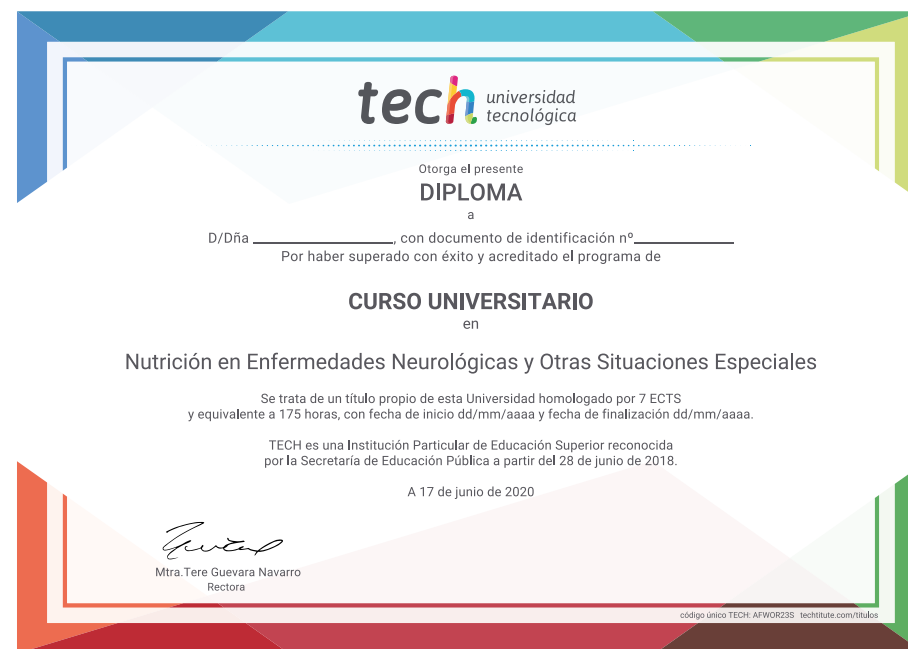 tech universidad
tecnológica
Otorga el presente
DIPLOMA
a
D/Dña ____________________, con documento de identificación nº______________
Por haber superado con éxito y acreditado el programa de
CURSO UNIVERSITARIO
en
Nutrición en Enfermedades Neurológicas y Otras Situaciones Especiales
Se trata de un título propio de esta Universidad homologado por 7 ECTS
y equivalente a 175 horas, con fecha de inicio dd/mm/aaaa y fecha de finalización dd/mm/aaaa.
TECH es una Institución Particular de Educación Superior reconocida
por la Secretaría de Educación Pública a partir del 28 de junio de 2018.
A 17 de junio de 2020
Mtra.Tere Guevara Navarro
Rectora
código único TECH: AFWOR23S techtitute.com/titulos